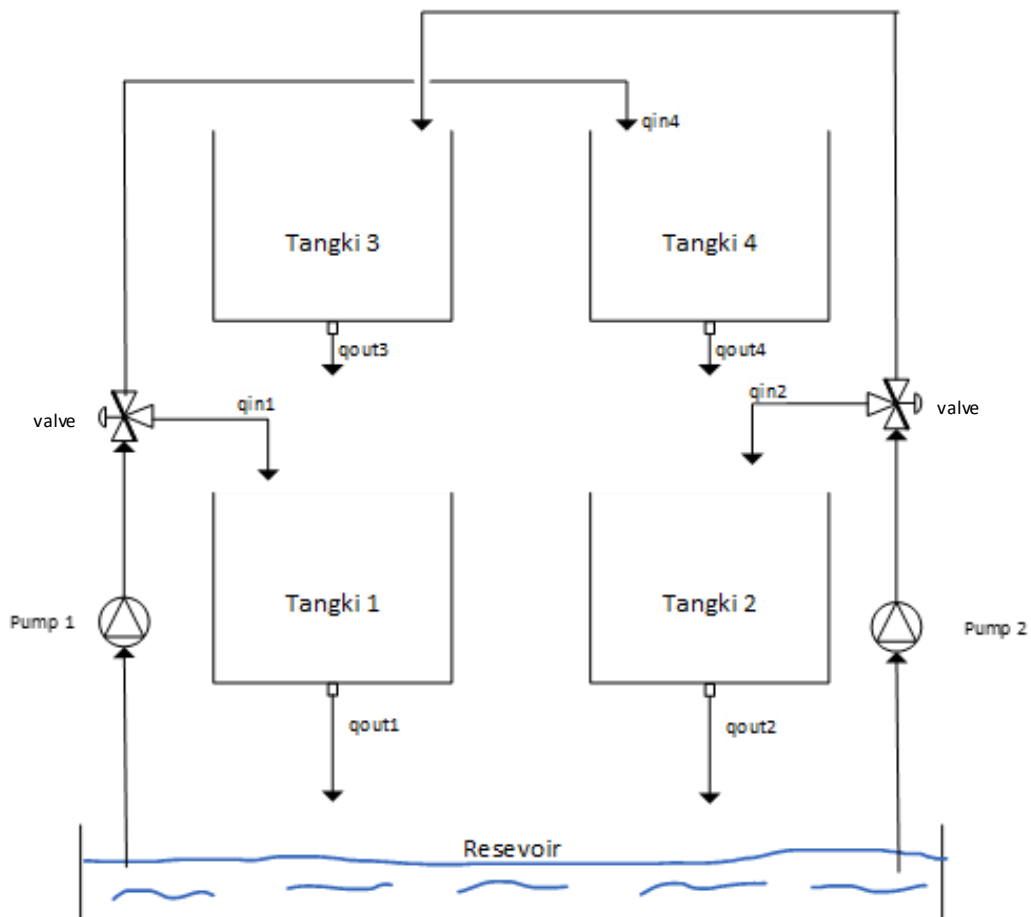 qin4
Tangki 3
Tangki 4
qout3
qout4
qin1
qin2
valve
valve
Tangki 1
Tangki 2
Pump 1
Pump 2
qout1
qout2
Resevoir